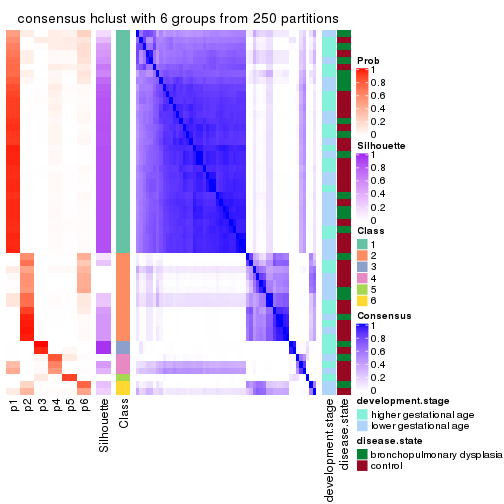 consensus hclust with 6 groups from 250 partitions
Prob
1
0.8
0.6
0.4
0.2
0
Silhouette
1
0.8
0.6
0.4
0.2
0
Class
1
2
3
4
5
6
Consensus
1
0.8
0.6
0.4
0.2
0
development.stage
higher gestational age
lower gestational age
disease.state
bronchopulmonary dysplasia
control
p1
p2
p3
p4
p5
p6
Silhouette
Class
development.stage
disease.state